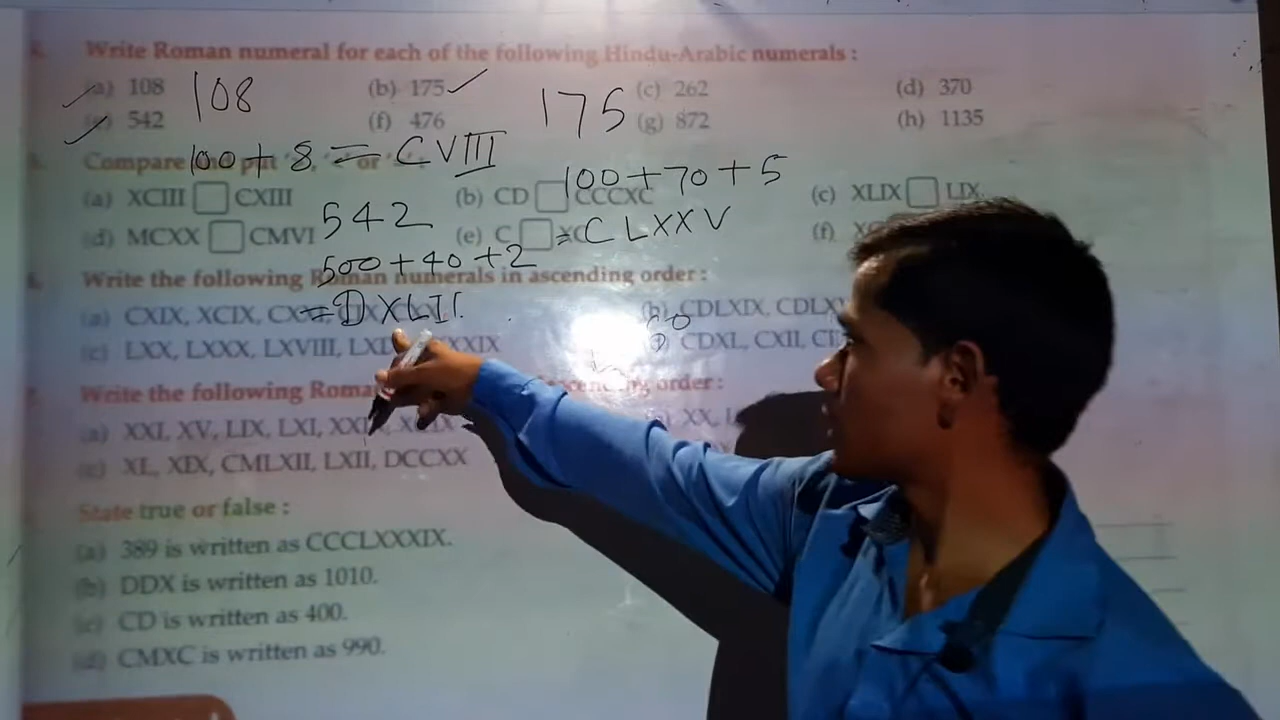 Write Roman numeral for each of the following Hindu-Arabic numerals :
(a) 108 (b) 175 (c) 262 (d) 370
108
175
542 (f) 476 (g) 872 (h) 1135
100 + 8 = CVIII
Compare put or
100 + 70 + 5
(a) XCIII CXIII (b) CD CCCXC (c) XLIX LIX
542
= CLXXV
(d) MCXX CMVI (e) C (f)
500 + 40 + 2
Write the following Roman numerals in ascending order :
= DXLII
(a) CXIX, XCIX, (b) CDLXIX,
(c) LXX, LXXX, LXVIII, CDXL, CXII,
Write the following order :
(a) XXI, XV, LIX, LXI, XX,
XL, XIX, CMLXII, LXII, DCCXX
State true or false :
(a) 389 is written as CCCLXXXIX.
(b) DDX is written as 1010.
(c) CD is written as 400.
(d) CMXC is written as 990.